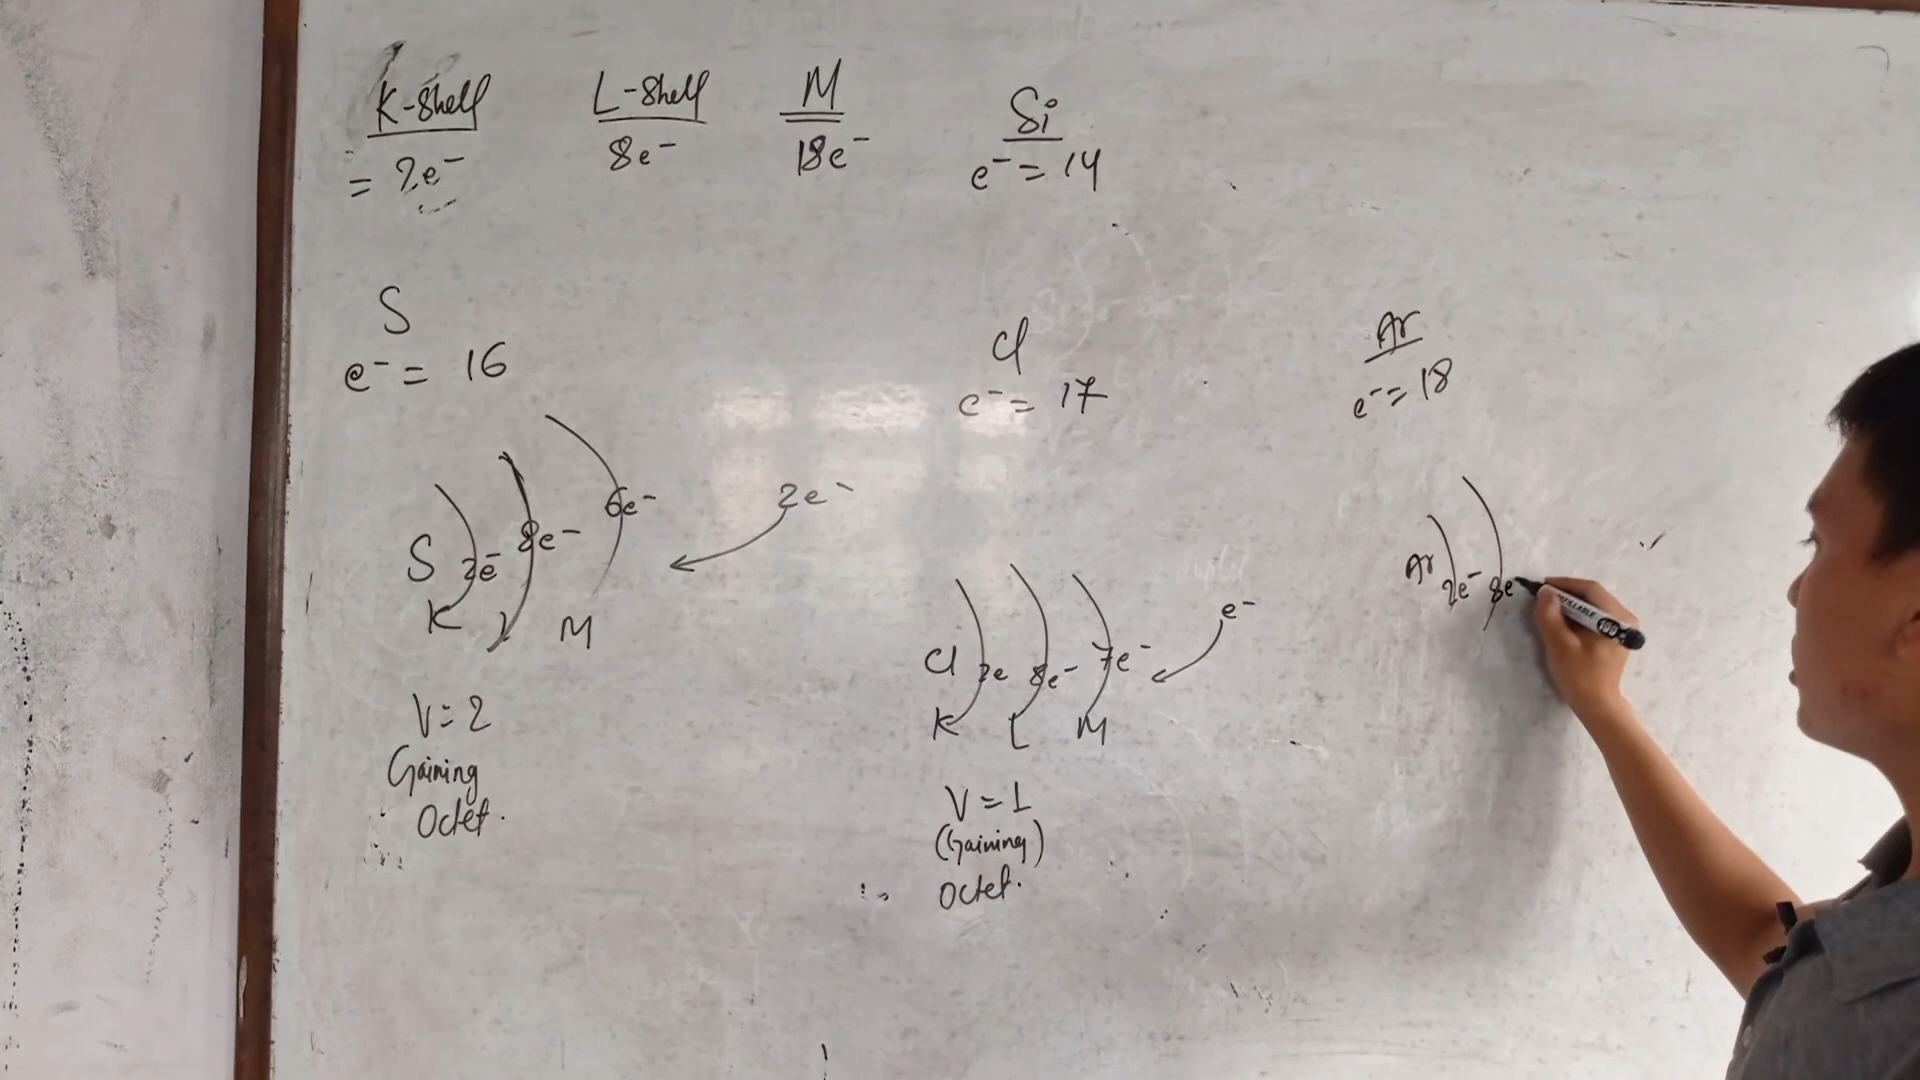 K-Shell L-Shell M Si
= 2e⁻ 8e⁻ 18e⁻ e⁻ = 14
S
e⁻ = 16
S 2e⁻ 8e⁻ 6e⁻ 2e⁻
K L M
V = 2
Gaining
Octet.
Cl
e⁻ = 17
Cl 2e 8e⁻ 7e⁻ e⁻
K L M
V = 1
(Gaining)
Octet.
Ar
e⁻ = 18
Ar 2e⁻ 8e